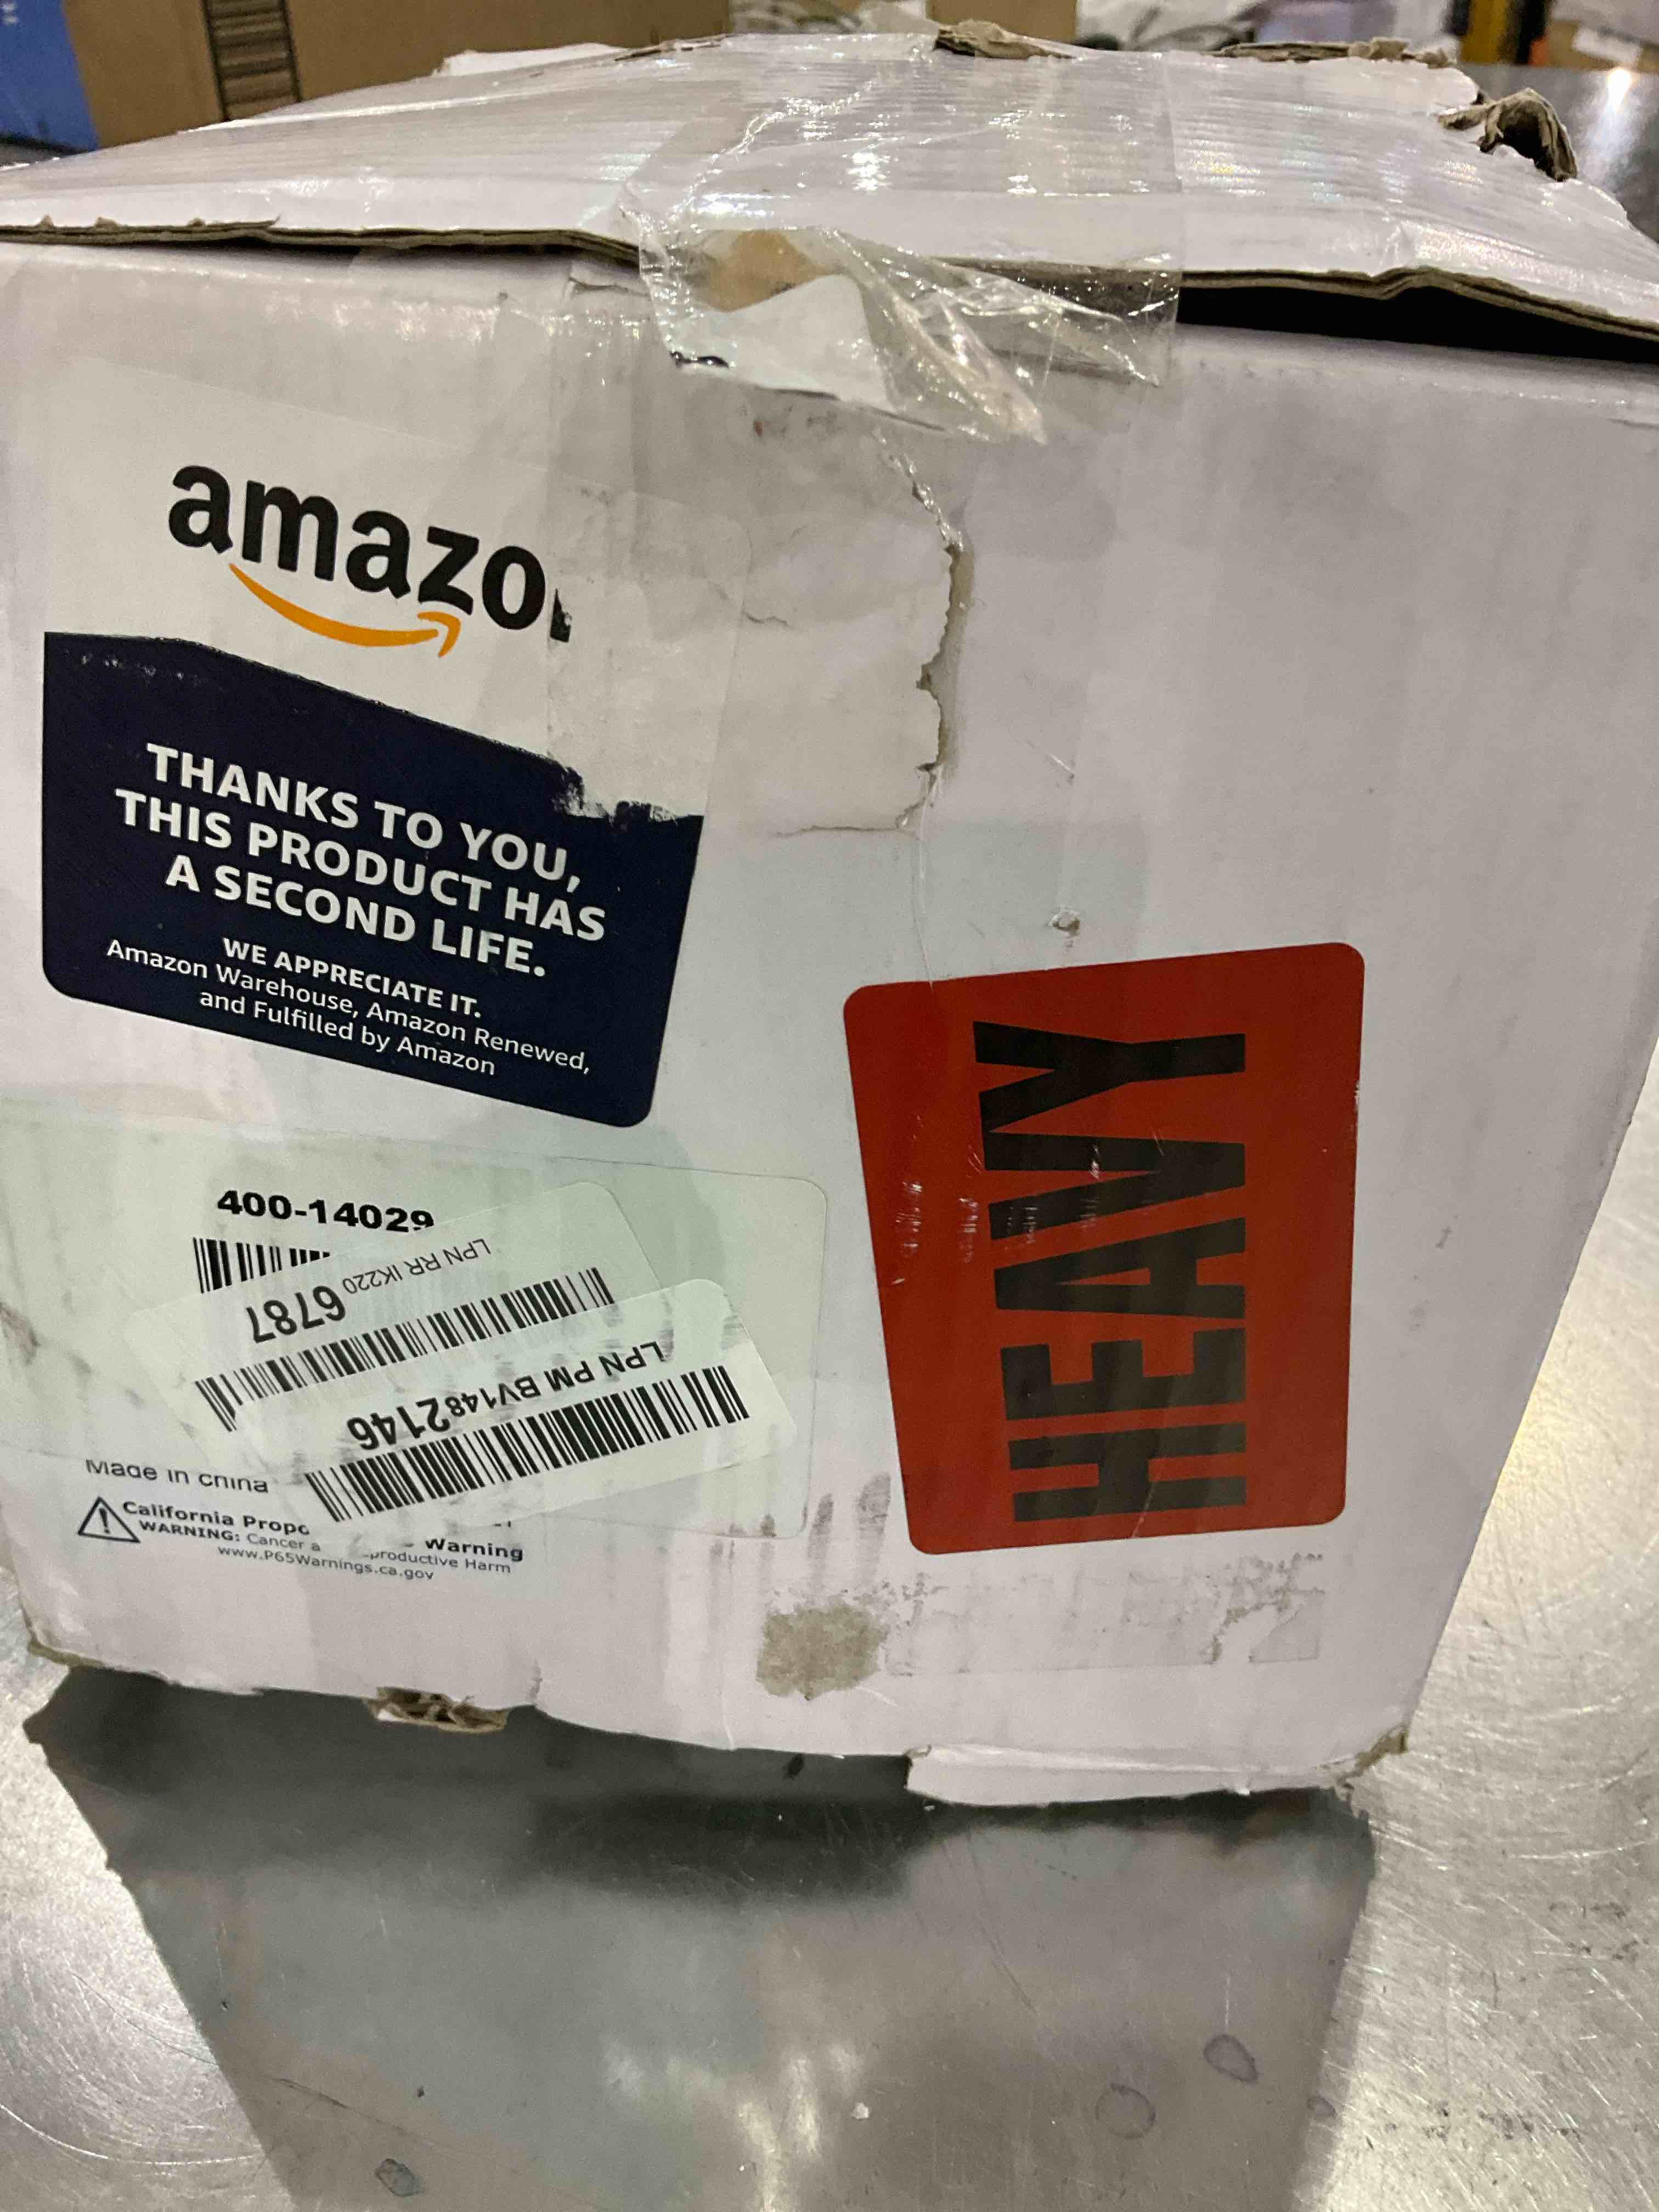 amazo
THANKS TO YOU,
THIS PRODUCT HAS
A SECOND LIFE.
WE APPRECIATE IT.
Amazon Warehouse, Amazon Renewed,
and Fulfilled by Amazon
HEAVY
400-14029
LPN RR IK220 6787
LPN PM BV1482146
Made in china
California Propo
Warning
WARNING: Cancer a productive Harm
www.P65Warnings.ca.gov